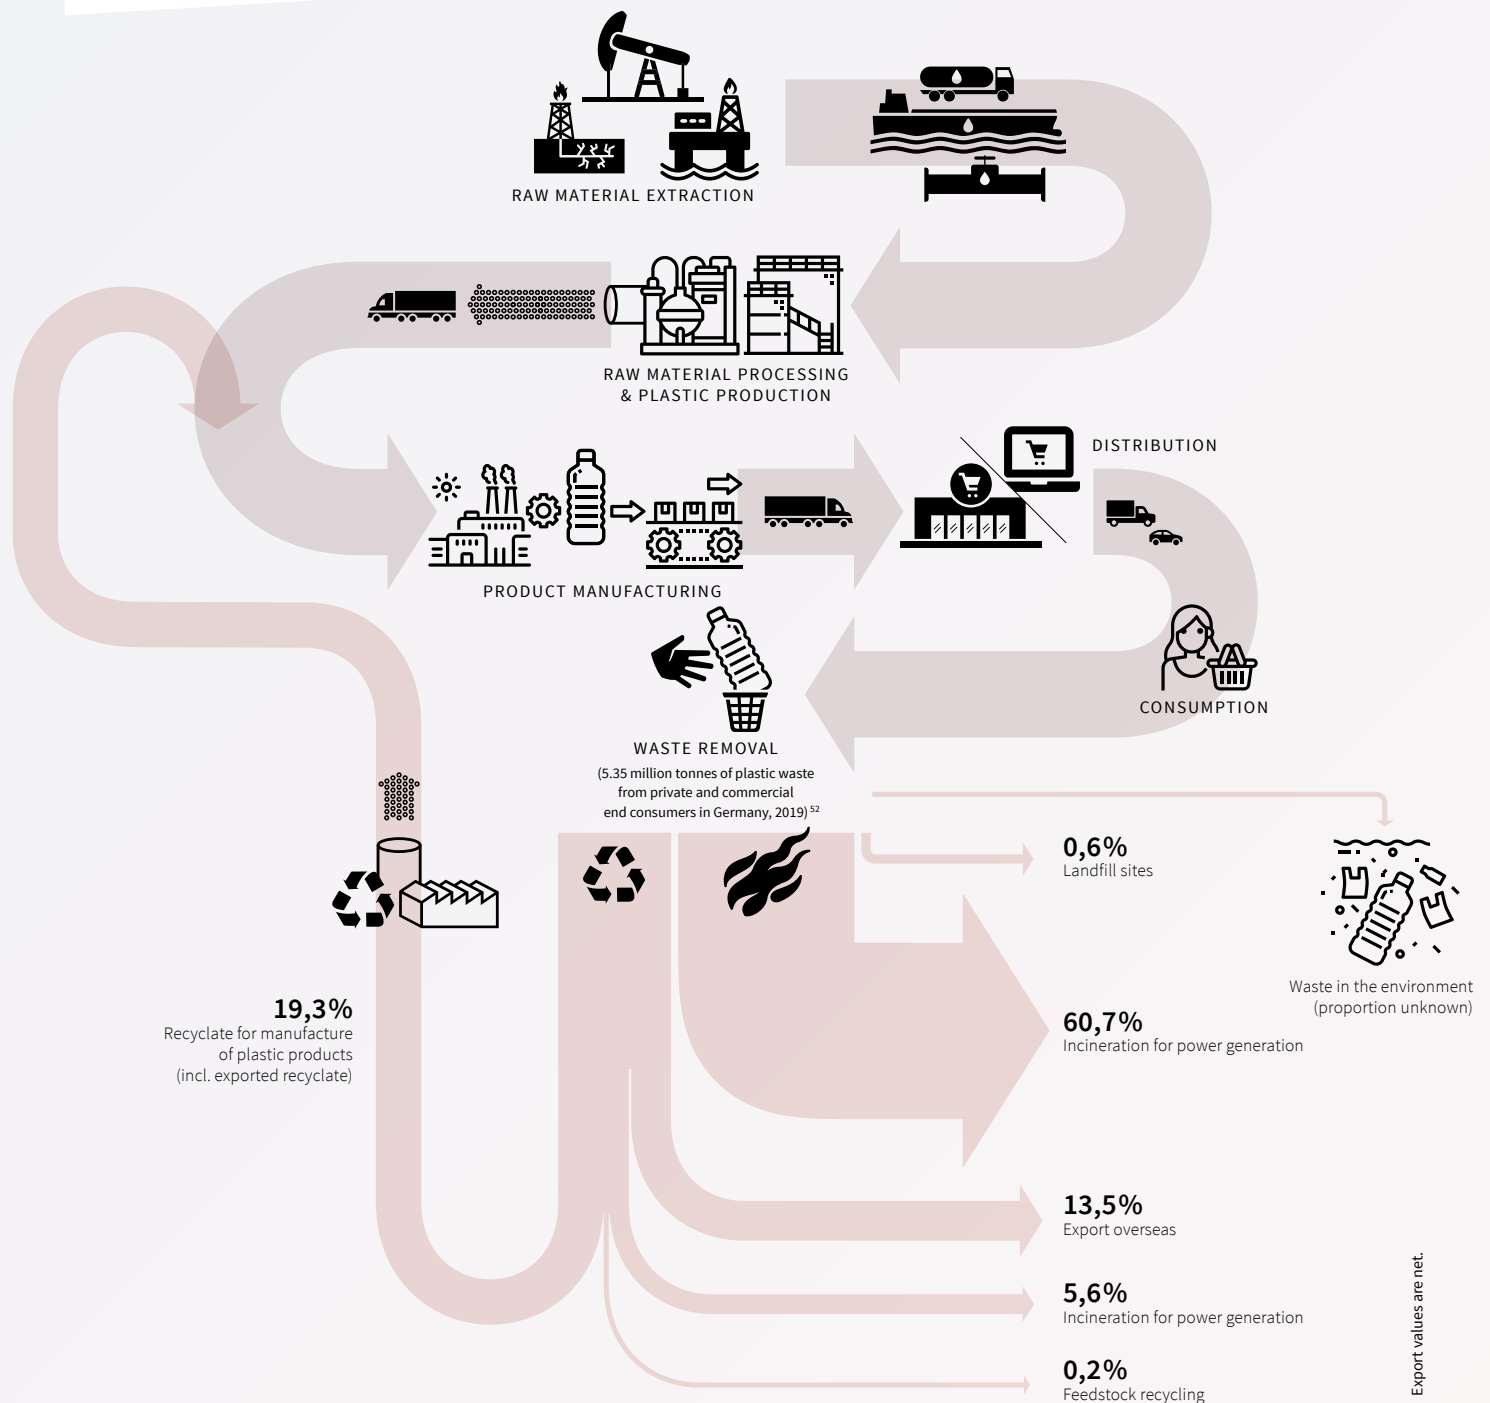 RAW MATERIAL EXTRACTION
RAW MATERIAL PROCESSING
& PLASTIC PRODUCTION
DISTRIBUTION
PRODUCT MANUFACTURING
CONSUMPTION
WASTE REMOVAL
(5.35 million tonnes of plastic waste
from private and commercial
end consumers in Germany, 2019) 52
0,6%
Landfill sites
Waste in the environment
(proportion unknown)
19,3%
Recyclate for manufacture
of plastic products
(incl. exported recyclate)
60,7%
Incineration for power generation
13,5%
Export overseas
5,6%
Incineration for power generation
0,2%
Feedstock recycling
Export values are net.